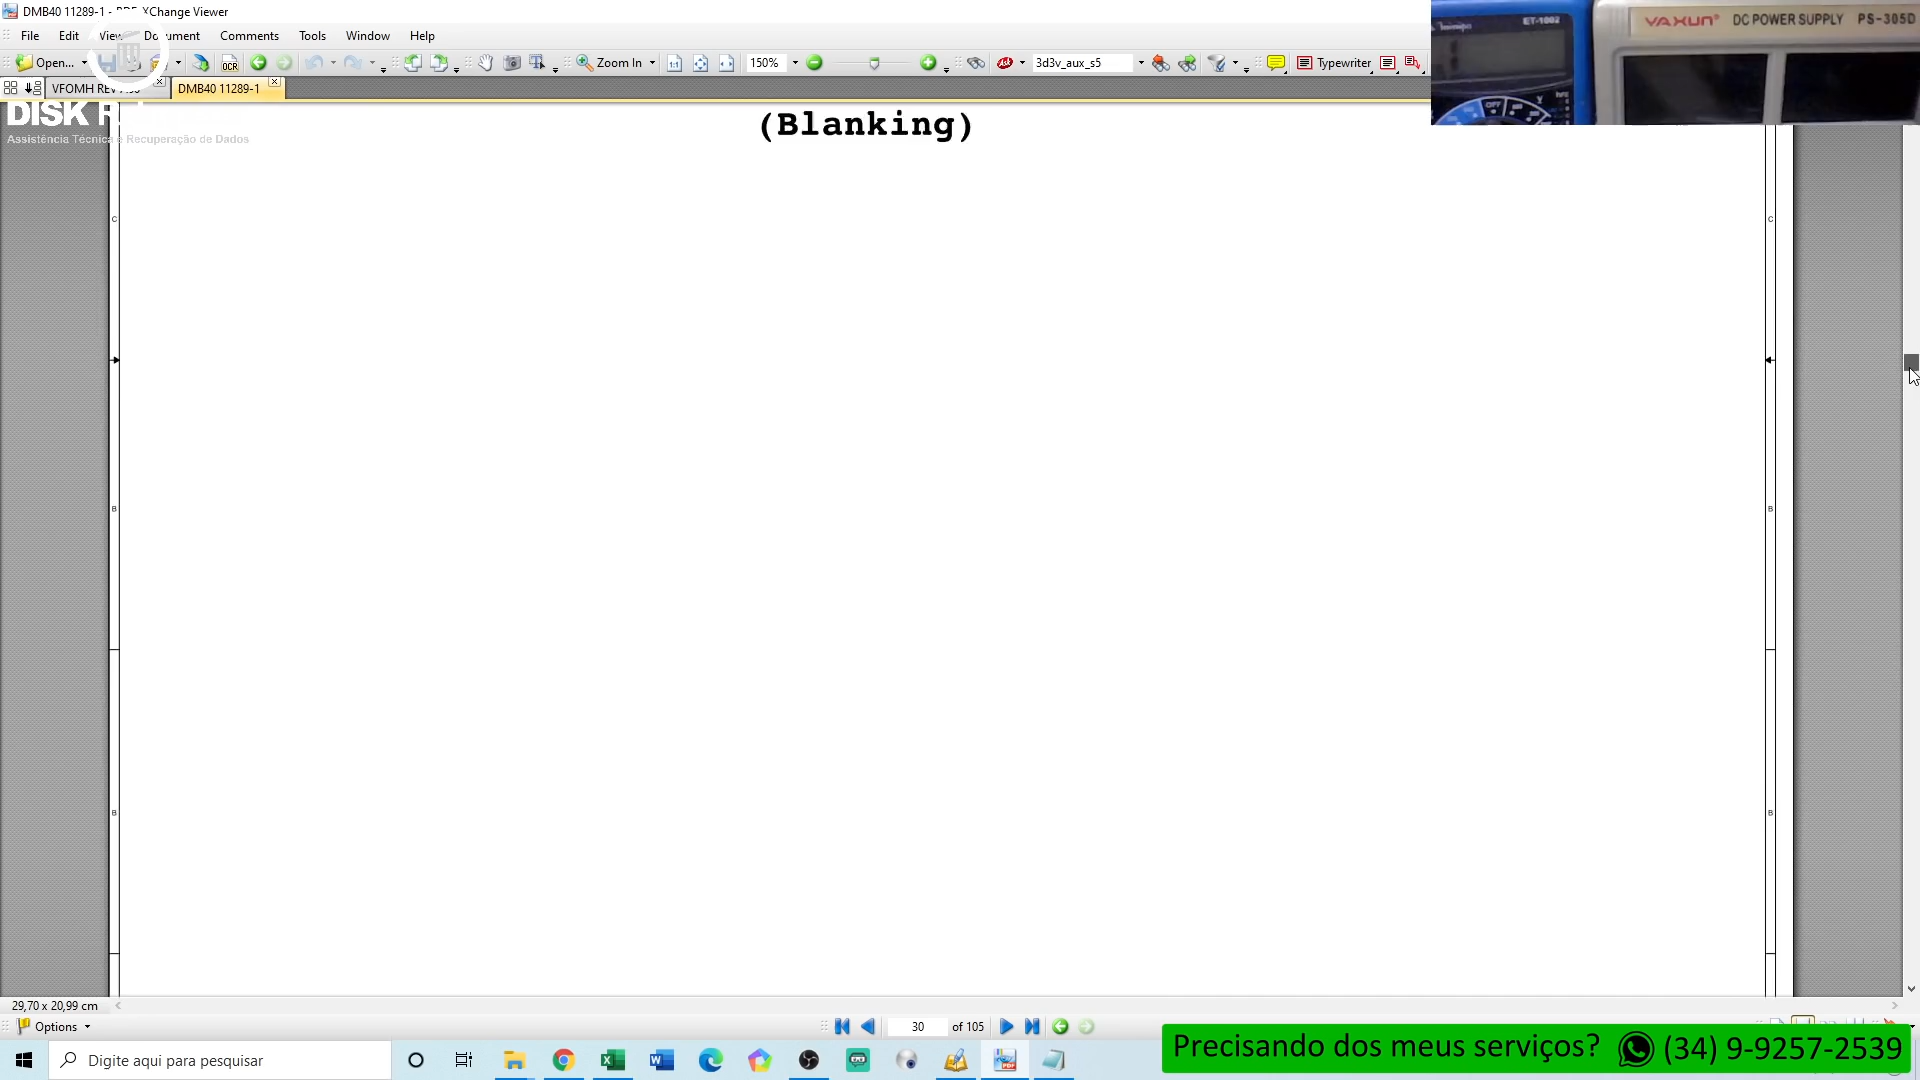 DMB40 11289-1 - PDF-XChange Viewer
File Edit View Document Comments Tools Window Help
Open... OCR Zoom In 150% 3d3v_aux_s5 Typewriter
VFOMH REV DMB40 11289-1
DISK R
Assistência Técnica e Recuperação de Dados
ET-1002
YAXUN DC POWER SUPPLY PS-305D
OFF
hFE
(Blanking)
C C
B B
B B
29,70 x 20,99 cm
Options 30 of 105
Digite aqui para pesquisar
Precisando dos meus serviços? (34) 9-9257-2539